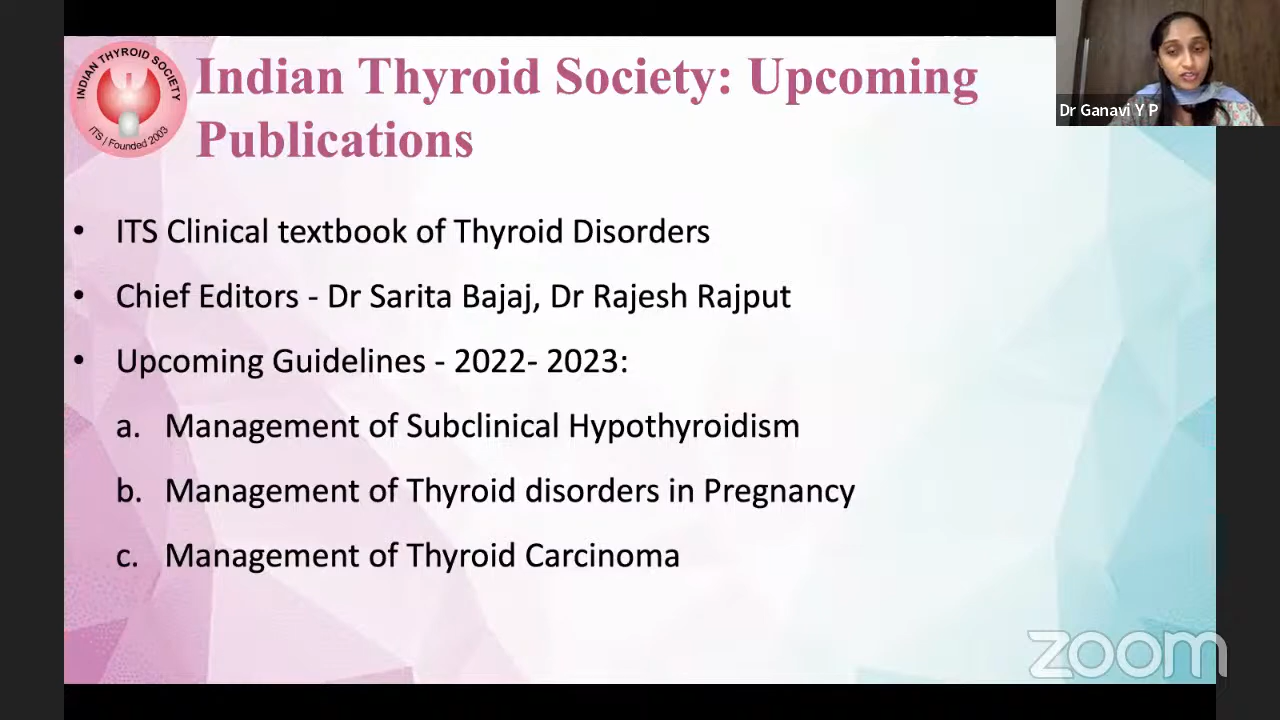 INDIAN THYROID SOCIETY
ITS | Founded 2003
Indian Thyroid Society: Upcoming
Publications
Dr Ganavi Y P
• ITS Clinical textbook of Thyroid Disorders
• Chief Editors - Dr Sarita Bajaj, Dr Rajesh Rajput
• Upcoming Guidelines - 2022- 2023:
a. Management of Subclinical Hypothyroidism
b. Management of Thyroid disorders in Pregnancy
c. Management of Thyroid Carcinoma
zoom